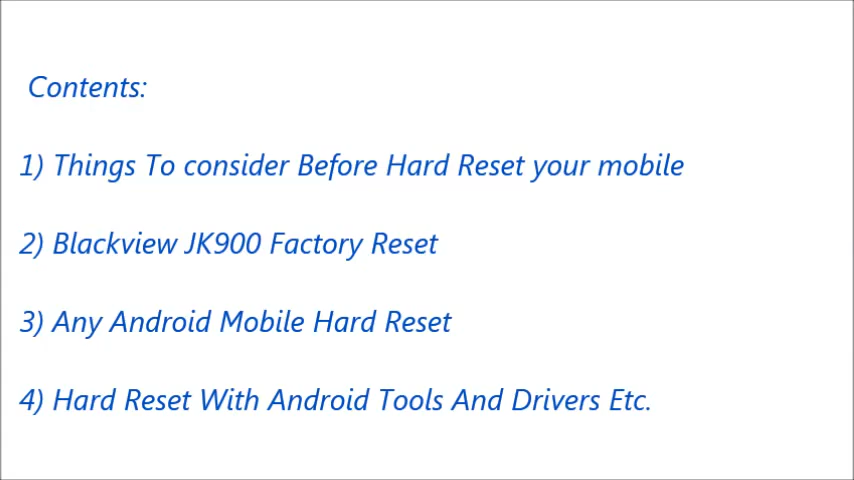 Contents:
1) Things To consider Before Hard Reset your mobile
2) Blackview JK900 Factory Reset
3) Any Android Mobile Hard Reset
4) Hard Reset With Android Tools And Drivers Etc.